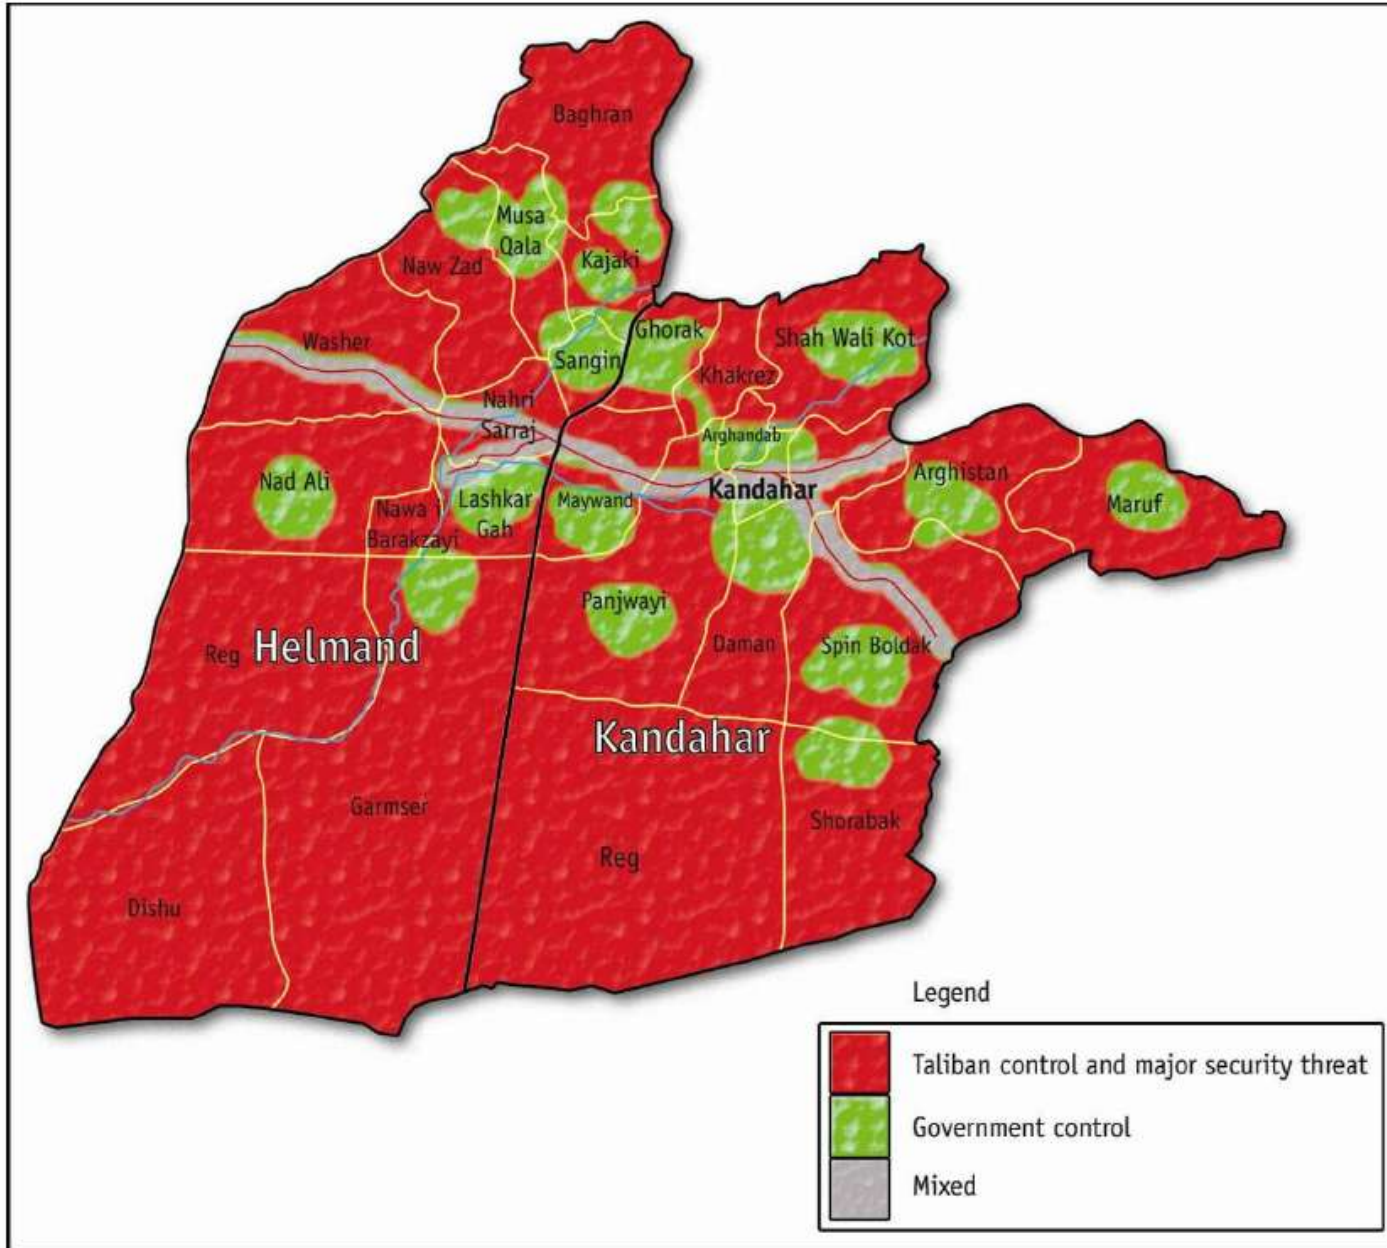 Baghran
Musa
Qala
Naw Zad
Kajaki
Washer
Ghorak
Shah Wali Kot
Sangin
Khakrez
Nahri
Sarraj
Arghandab
Nad Ali
Nawa i
Barakzayi
Lashkar
Gah
Maywand
Kandahar
Arghistan
Maruf
Panjwayi
Daman
Spin Boldak
Reg
Helmand
Kandahar
Garmser
Reg
Shorabak
Dishu
Legend
Taliban control and major security threat
Government control
Mixed